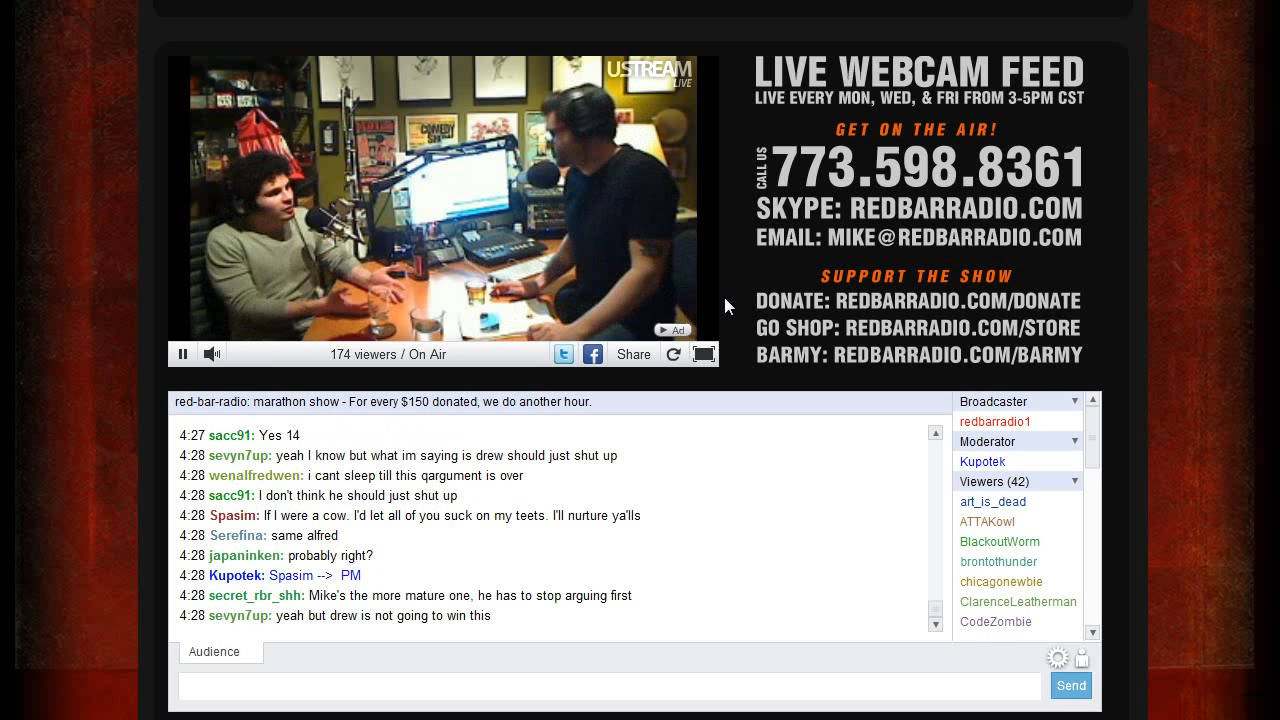 USTREAM
LIVE
COMEDY
Ad
174 viewers / On Air
Share
LIVE WEBCAM FEED
LIVE EVERY MON, WED, & FRI FROM 3-5PM CST
GET ON THE AIR!
CALL US
773.598.8361
SKYPE: REDBARRADIO.COM
EMAIL: MIKE@REDBARRADIO.COM
SUPPORT THE SHOW
DONATE: REDBARRADIO.COM/DONATE
GO SHOP: REDBARRADIO.COM/STORE
BARMY: REDBARRADIO.COM/BARMY
red-bar-radio: marathon show - For every $150 donated, we do another hour.
4:27 sacc91: Yes 14
4:28 sevyn7up: yeah I know but what im saying is drew should just shut up
4:28 wenalfredwen: i cant sleep till this qargument is over
4:28 sacc91: I don't think he should just shut up
4:28 Spasim: If I were a cow. I'd let all of you suck on my teets. I'll nurture ya'lls
4:28 Serefina: same alfred
4:28 japaninken: probably right?
4:28 Kupotek: Spasim --> PM
4:28 secret_rbr_shh: Mike's the more mature one, he has to stop arguing first
4:28 sevyn7up: yeah but drew is not going to win this
Broadcaster
redbarradio1
Moderator
Kupotek
Viewers (42)
art_is_dead
ATTAKowl
BlackoutWorm
brontothunder
chicagonewbie
ClarenceLeatherman
CodeZombie
Audience
Send